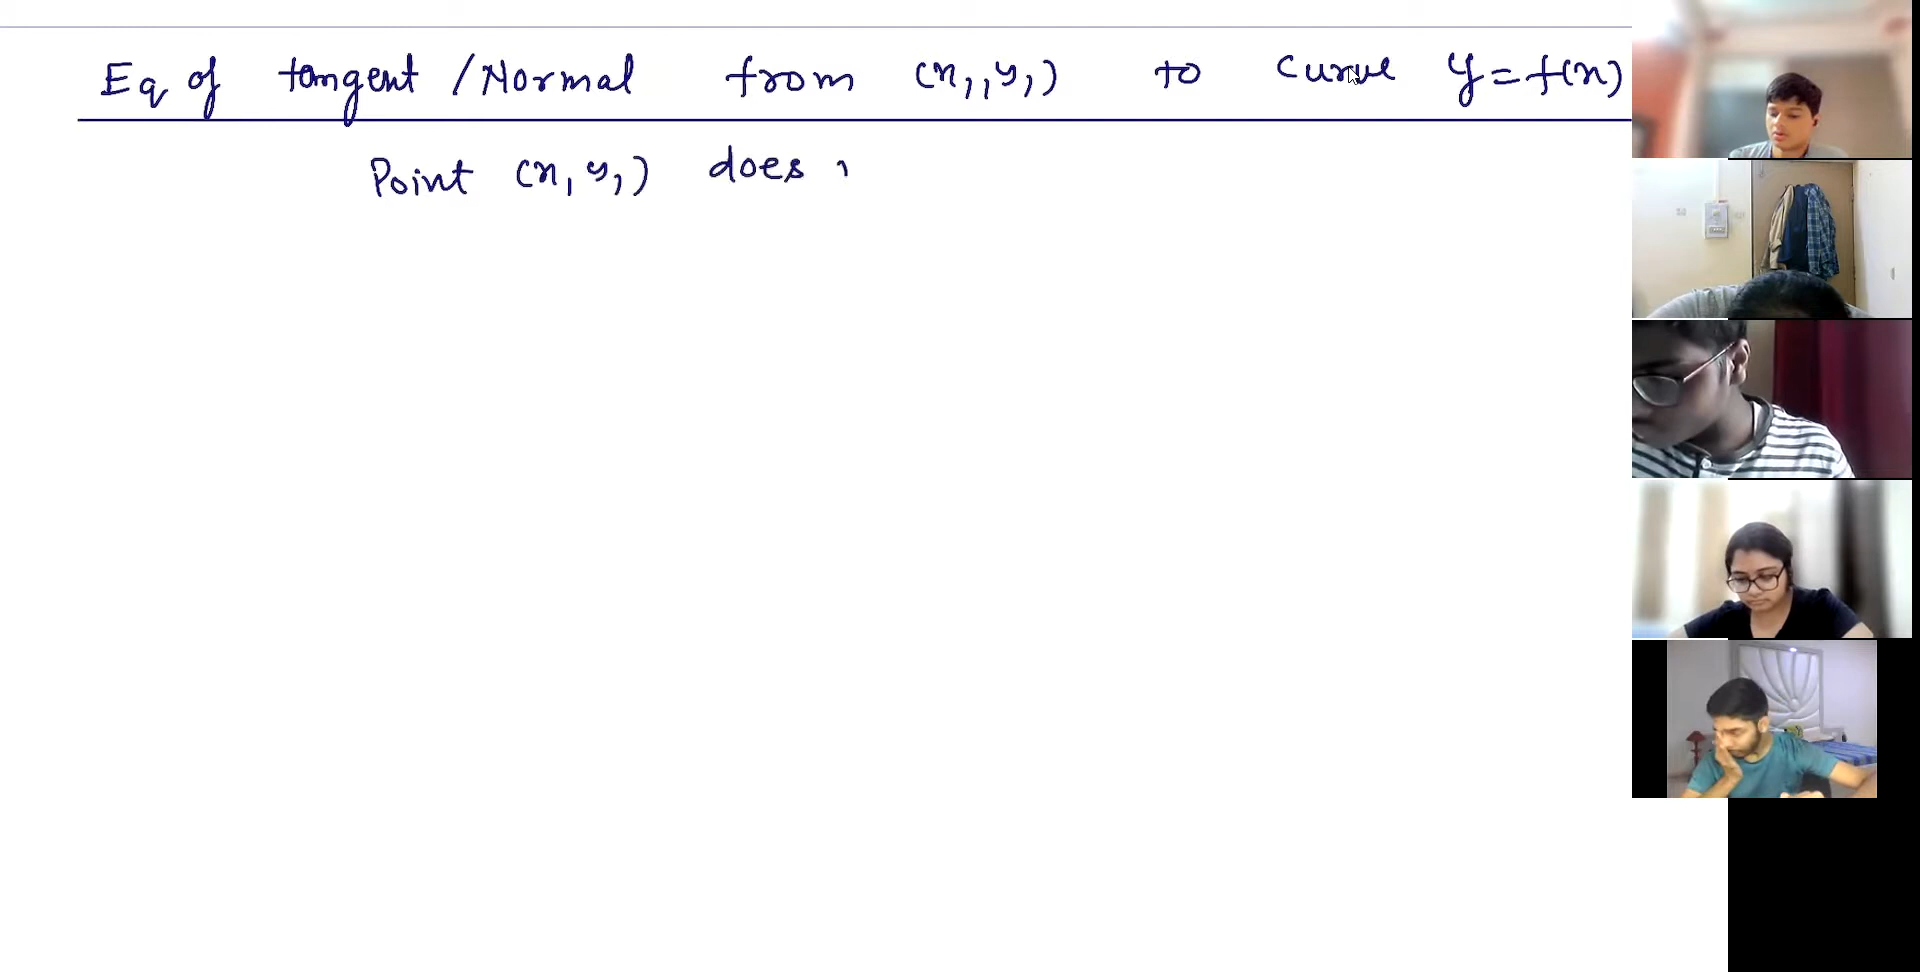 Eq of tangent / Normal from (x₁, y₁) to curve y = f(x)
Point (x₁ y₁) does